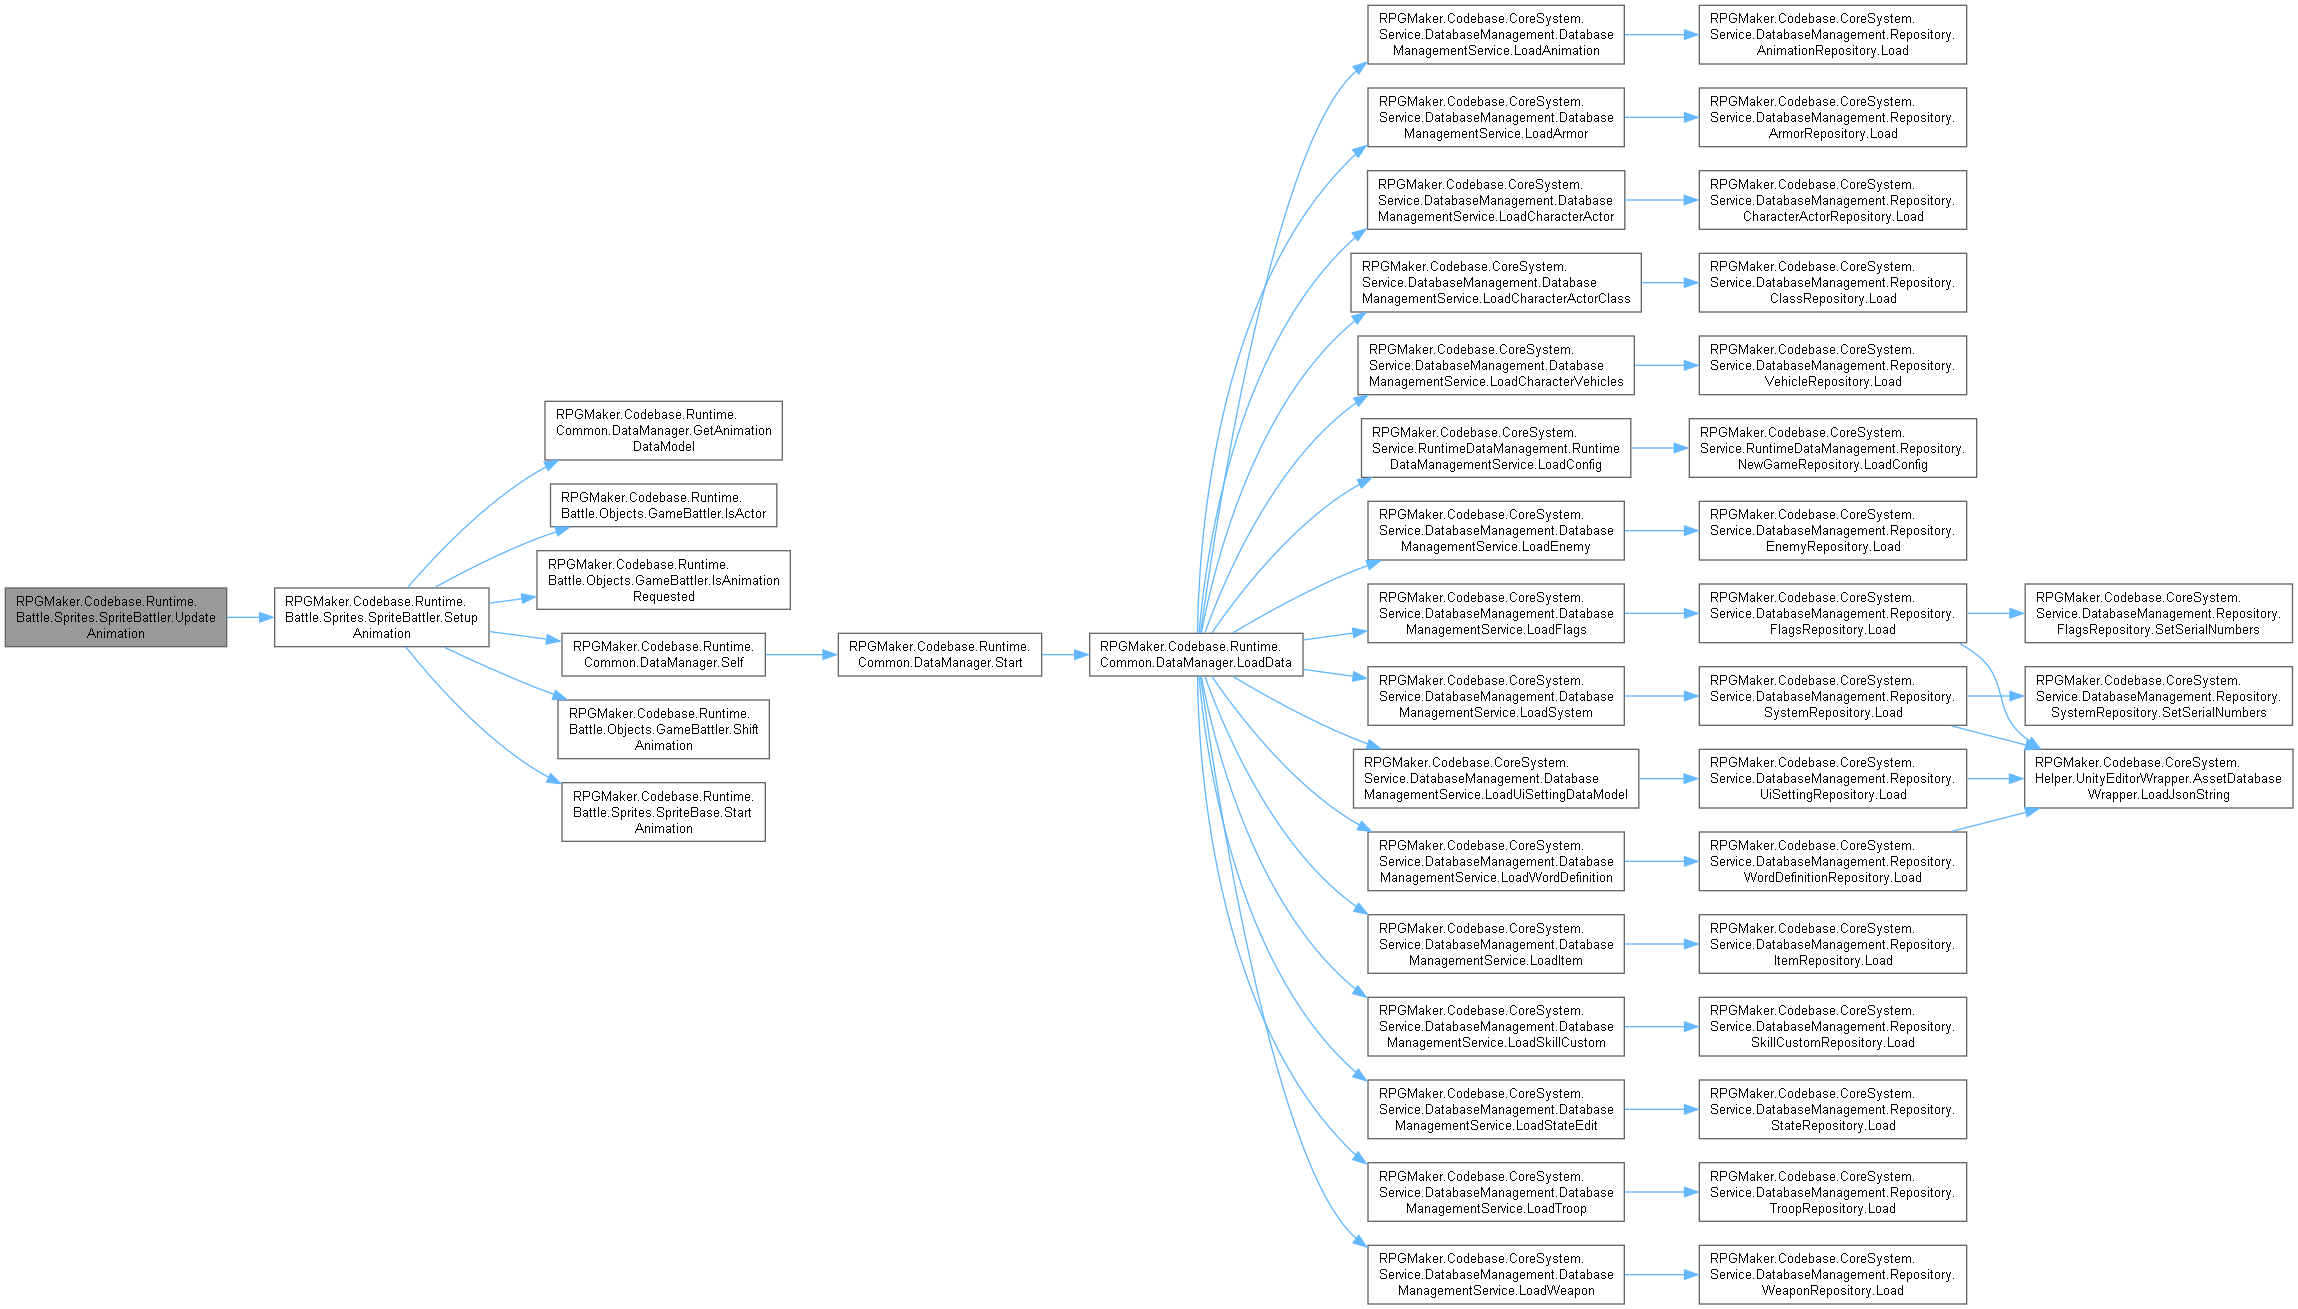 RPGMaker.Codebase.Runtime.
Battle.Sprites.SpriteBattler.Update
Animation
RPGMaker.Codebase.Runtime.
Battle.Sprites.SpriteBattler.Setup
Animation
RPGMaker.Codebase.Runtime.
Common.DataManager.GetAnimation
DataModel
RPGMaker.Codebase.Runtime.
Battle.Objects.GameBattler.IsActor
RPGMaker.Codebase.Runtime.
Battle.Objects.GameBattler.IsAnimation
Requested
RPGMaker.Codebase.Runtime.
Common.DataManager.Self
RPGMaker.Codebase.Runtime.
Battle.Objects.GameBattler.Shift
Animation
RPGMaker.Codebase.Runtime.
Battle.Sprites.SpriteBase.Start
Animation
RPGMaker.Codebase.Runtime.
Common.DataManager.Start
RPGMaker.Codebase.Runtime.
Common.DataManager.LoadData
RPGMaker.Codebase.CoreSystem.
Service.DatabaseManagement.Database
ManagementService.LoadAnimation
RPGMaker.Codebase.CoreSystem.
Service.DatabaseManagement.Repository.
AnimationRepository.Load
RPGMaker.Codebase.CoreSystem.
Service.DatabaseManagement.Database
ManagementService.LoadArmor
RPGMaker.Codebase.CoreSystem.
Service.DatabaseManagement.Repository.
ArmorRepository.Load
RPGMaker.Codebase.CoreSystem.
Service.DatabaseManagement.Database
ManagementService.LoadCharacterActor
RPGMaker.Codebase.CoreSystem.
Service.DatabaseManagement.Repository.
CharacterActorRepository.Load
RPGMaker.Codebase.CoreSystem.
Service.DatabaseManagement.Database
ManagementService.LoadCharacterActorClass
RPGMaker.Codebase.CoreSystem.
Service.DatabaseManagement.Repository.
ClassRepository.Load
RPGMaker.Codebase.CoreSystem.
Service.DatabaseManagement.Database
ManagementService.LoadCharacterVehicles
RPGMaker.Codebase.CoreSystem.
Service.DatabaseManagement.Repository.
VehicleRepository.Load
RPGMaker.Codebase.CoreSystem.
Service.RuntimeDataManagement.Runtime
DataManagementService.LoadConfig
RPGMaker.Codebase.CoreSystem.
Service.RuntimeDataManagement.Repository.
NewGameRepository.LoadConfig
RPGMaker.Codebase.CoreSystem.
Service.DatabaseManagement.Database
ManagementService.LoadEnemy
RPGMaker.Codebase.CoreSystem.
Service.DatabaseManagement.Repository.
EnemyRepository.Load
RPGMaker.Codebase.CoreSystem.
Service.DatabaseManagement.Database
ManagementService.LoadFlags
RPGMaker.Codebase.CoreSystem.
Service.DatabaseManagement.Repository.
FlagsRepository.Load
RPGMaker.Codebase.CoreSystem.
Service.DatabaseManagement.Repository.
FlagsRepository.SetSerialNumbers
RPGMaker.Codebase.CoreSystem.
Service.DatabaseManagement.Database
ManagementService.LoadSystem
RPGMaker.Codebase.CoreSystem.
Service.DatabaseManagement.Repository.
SystemRepository.Load
RPGMaker.Codebase.CoreSystem.
Service.DatabaseManagement.Repository.
SystemRepository.SetSerialNumbers
RPGMaker.Codebase.CoreSystem.
Service.DatabaseManagement.Database
ManagementService.LoadUiSettingDataModel
RPGMaker.Codebase.CoreSystem.
Service.DatabaseManagement.Repository.
UiSettingRepository.Load
RPGMaker.Codebase.CoreSystem.
Helper.UnityEditorWrapper.AssetDatabase
Wrapper.LoadJsonString
RPGMaker.Codebase.CoreSystem.
Service.DatabaseManagement.Database
ManagementService.LoadWordDefinition
RPGMaker.Codebase.CoreSystem.
Service.DatabaseManagement.Repository.
WordDefinitionRepository.Load
RPGMaker.Codebase.CoreSystem.
Service.DatabaseManagement.Database
ManagementService.LoadItem
RPGMaker.Codebase.CoreSystem.
Service.DatabaseManagement.Repository.
ItemRepository.Load
RPGMaker.Codebase.CoreSystem.
Service.DatabaseManagement.Database
ManagementService.LoadSkillCustom
RPGMaker.Codebase.CoreSystem.
Service.DatabaseManagement.Repository.
SkillCustomRepository.Load
RPGMaker.Codebase.CoreSystem.
Service.DatabaseManagement.Database
ManagementService.LoadStateEdit
RPGMaker.Codebase.CoreSystem.
Service.DatabaseManagement.Repository.
StateRepository.Load
RPGMaker.Codebase.CoreSystem.
Service.DatabaseManagement.Database
ManagementService.LoadTroop
RPGMaker.Codebase.CoreSystem.
Service.DatabaseManagement.Repository.
TroopRepository.Load
RPGMaker.Codebase.CoreSystem.
Service.DatabaseManagement.Database
ManagementService.LoadWeapon
RPGMaker.Codebase.CoreSystem.
Service.DatabaseManagement.Repository.
WeaponRepository.Load